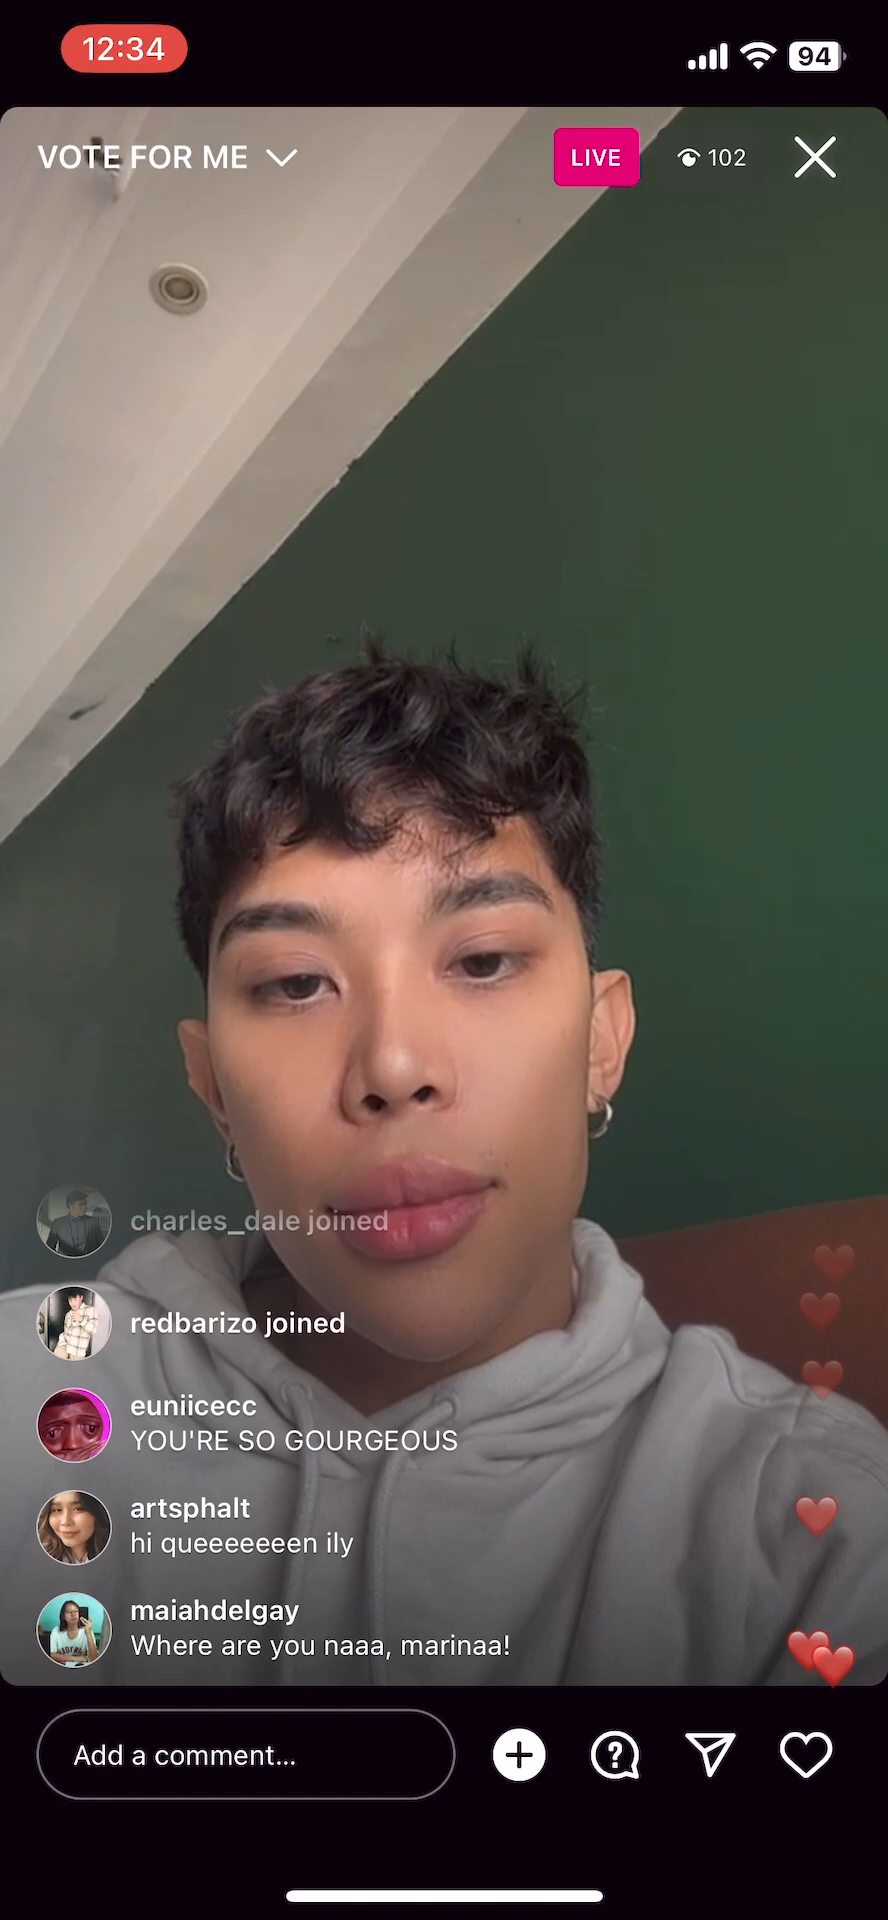 12:34
94
VOTE FOR ME
LIVE
102
charles_dale joined
redbarizo joined
euniicecc
YOU'RE SO GOURGEOUS
artsphalt
hi queeeeeeen ily
maiahdelgay
Where are you naaa, marinaa!
Add a comment...